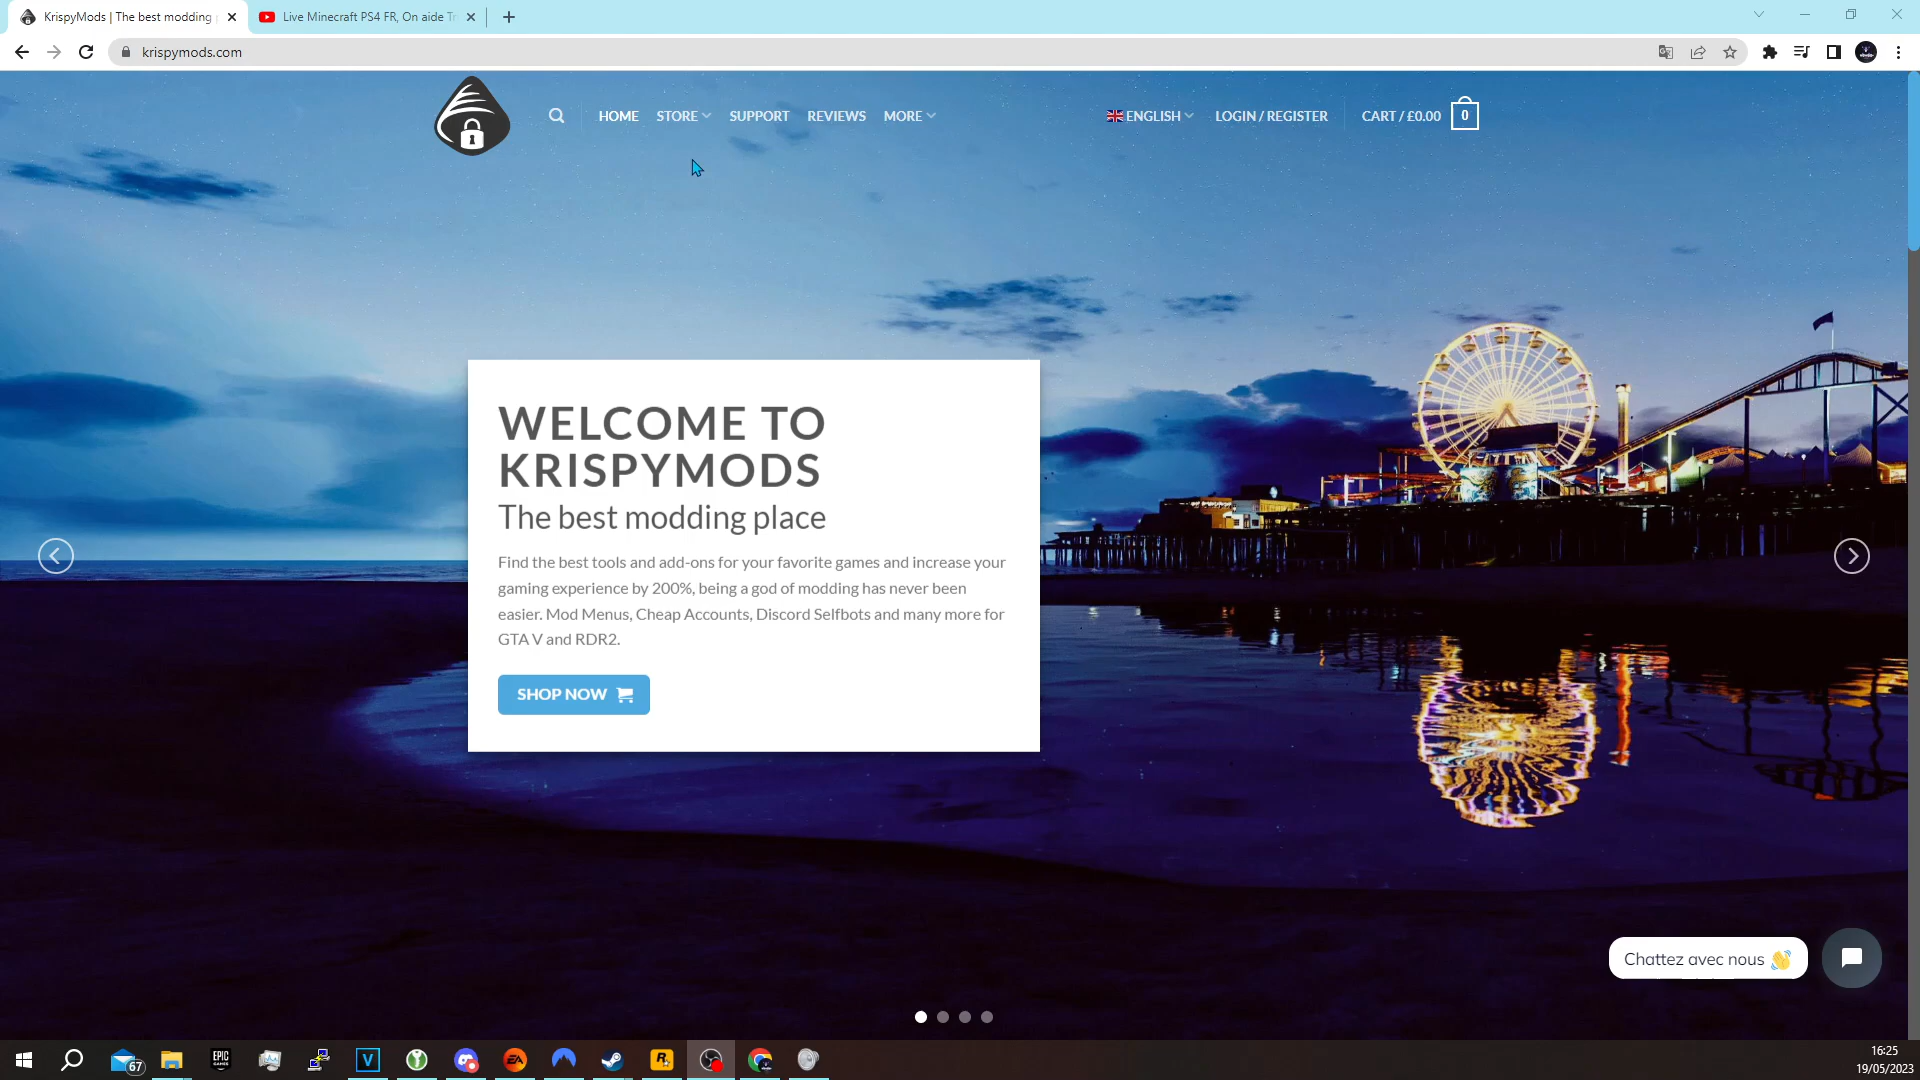 KrispyMods | The best modding
Live Minecraft PS4 FR, On aide Tr
krispymods.com
HOME
STORE
SUPPORT
REVIEWS
MORE
ENGLISH
LOGIN / REGISTER
CART / £0.00
0
WELCOME TO
KRISPYMODS
The best modding place
Find the best tools and add-ons for your favorite games and increase your
gaming experience by 200%, being a god of modding has never been
easier. Mod Menus, Cheap Accounts, Discord Selfbots and many more for
GTA V and RDR2.
SHOP NOW
Chattez avec nous 👋
67
EPIC
GAMES
V
EA
R
16:25
19/05/2023